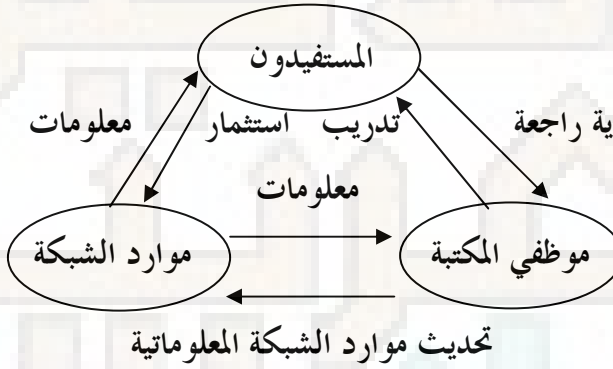 المستفيدون
راجعة تدريب استثمار معلومات
معلومات
موظفي المكتبة موارد الشبكة
تحديث موارد الشبكة المعلوماتية